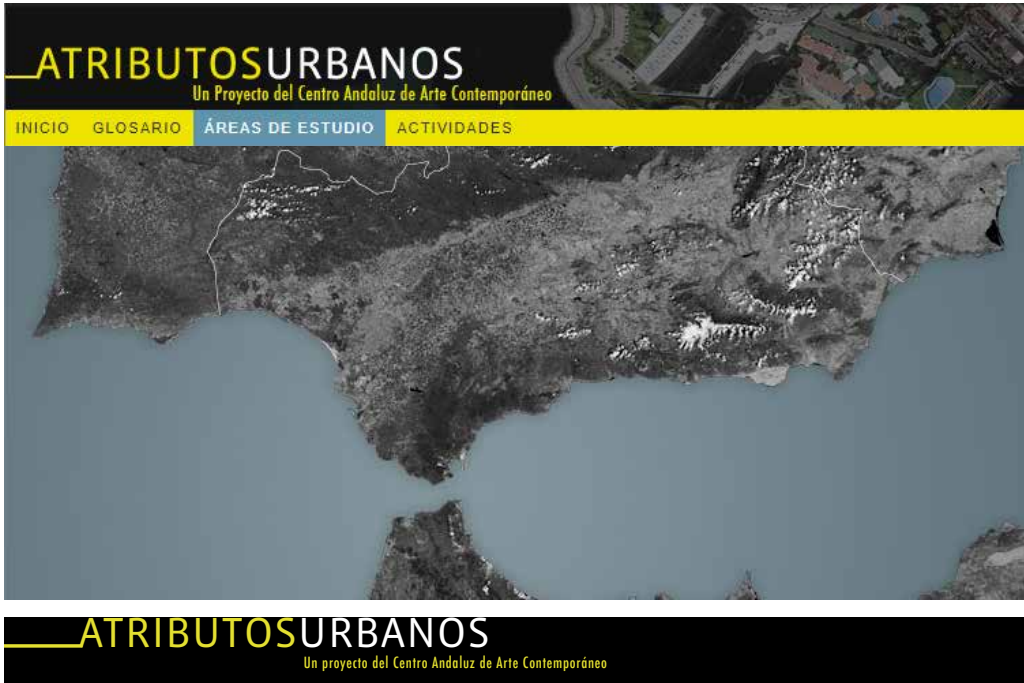 ATRIBUTOSURBANOS
Un Proyecto del Centro Andaluz de Arte Contemporáneo
INICIO GLOSARIO ÁREAS DE ESTUDIO ACTIVIDADES
ATRIBUTOSURBANOS
Un proyecto del Centro Andaluz de Arte Contemporáneo